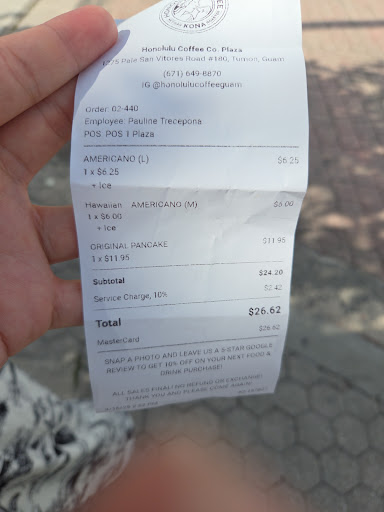 KONA
Honolulu Coffee Co. Plaza
1275 Pale San Vitores Road #180, Tumon, Guam
(671) 649-8870
IG @honolulucoffeeguam
Order: 02-440
Employee: Pauline Trecepona
POS: POS 1 Plaza
AMERICANO (L) $6.25
1 x $6.25
+ Ice
Hawaiian AMERICANO (M) $6.00
1 x $6.00
+ Ice
ORIGINAL PANCAKE $11.95
1 x $11.95
Subtotal $24.20
Service Charge, 10% $2.42
Total $26.62
MasterCard $26.62
SNAP A PHOTO AND LEAVE US A 5-STAR GOOGLE
REVIEW TO GET 10% OFF ON YOUR NEXT FOOD &
DRINK PURCHASE!
ALL SALES FINAL! NO REFUND OR EXCHANGE!
THANK YOU AND PLEASE COME AGAIN!